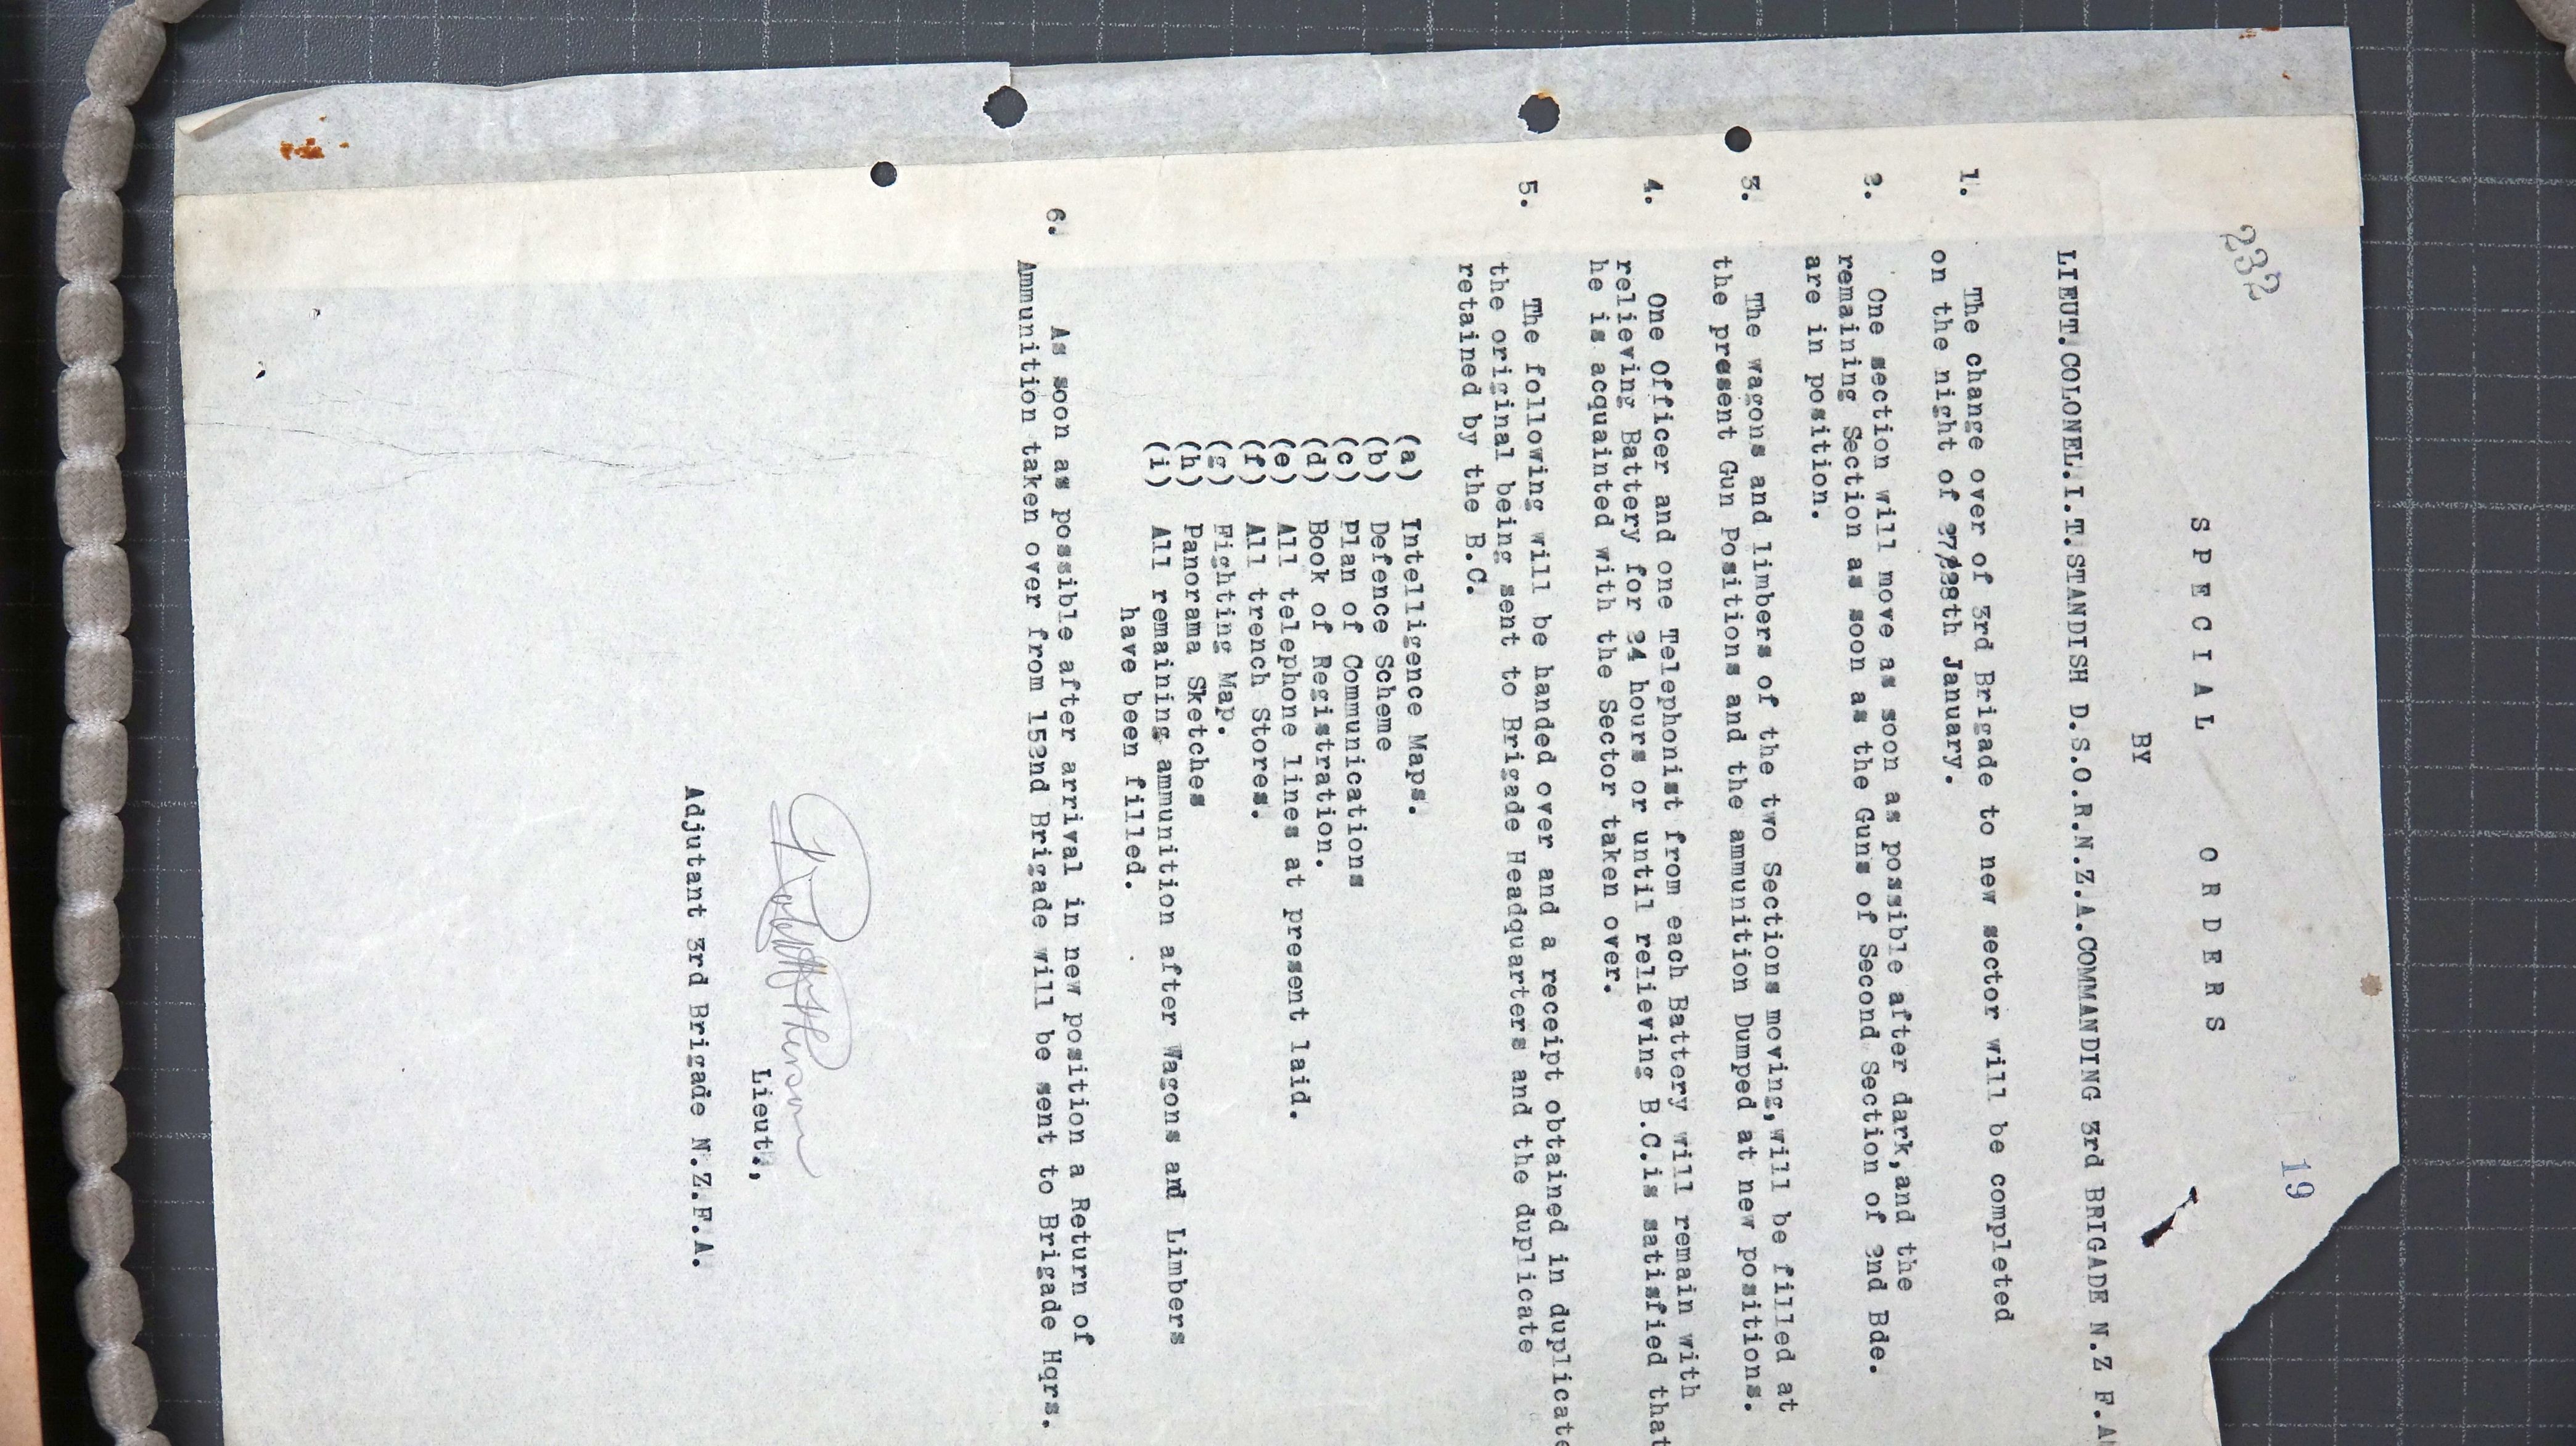 232
19
SPECIAL ORDERS
BY
LIEUT.COLONEL.I.T.STANDISH D.S.O.R.N.Z.A.COMMANDING 3rd BRIGADE N.Z F.A
1. The change over of 3rd Brigade to new sector will be completed
on the night of 27/28th January.
2. One section will move as soon as possible after dark,and the
remaining Section as soon as the Guns of Second Section of 2nd Bde.
are in position.
3. The wagons and limbers of the two Sections moving,will be filled at
the present Gun Positions and the ammunition Dumped at new positions.
4. One Officer and one Telephonist from each Battery will remain with
relieving Battery for 24 hours or until relieving B.C.is satisfied that
he is acquainted with the Sector taken over.
5. The following will be handed over and a receipt obtained in duplicate
the original being sent to Brigade Headquarters and the duplicate
retained by the B.C.
(a) Intelligence Maps.
(b) Defence Scheme
(c) Plan of Communications
(d) Book of Registration.
(e) All telephone lines at present laid.
(f) All trench Stores.
(g) Fighting Map.
(h) Panorama Sketches
(i) All remaining ammunition after Wagons and Limbers
have been filled.
6. As soon as possible after arrival in new position a Return of
Ammunition taken over from 152nd Brigade will be sent to Brigade Hqrs.
Lieut.,
Adjutant 3rd Brigade N.Z.F.A.